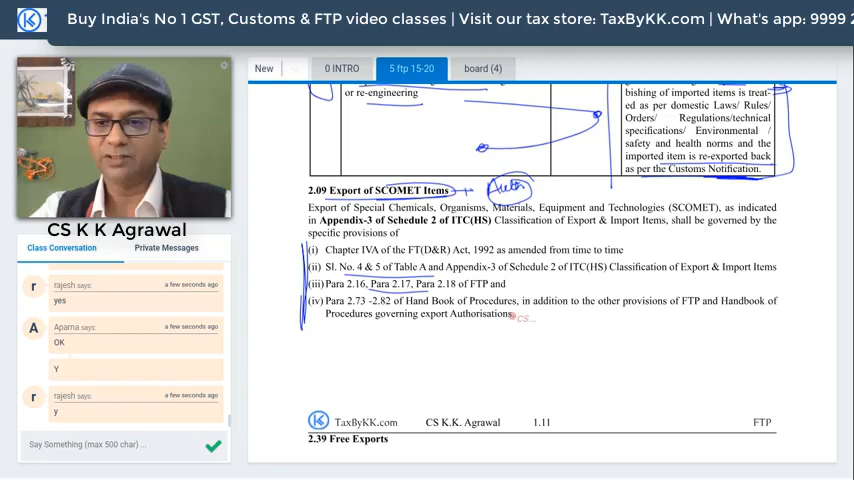 Buy India's No 1 GST, Customs & FTP video classes | Visit our tax store: TaxByKK.com | What's app: 9999 2
New
0 INTRO
5 ftp 15-20
board (4)
CS K K Agrawal
Class Conversation
Private Messages
r
rajesh says:
a few seconds ago
yes
A
Aparna says:
a few seconds ago
OK
Y
r
rajesh says:
a few seconds ago
y
Say Something (max 500 char) ...
or re-engineering
bishing of imported items is treat-
ed as per domestic Laws/ Rules/
Orders/ Regulations/technical
specifications/ Environmental /
safety and health norms and the
imported item is re-exported back
as per the Customs Notification.
2.09 Export of SCOMET Items
Auth
Export of Special Chemicals, Organisms, Materials, Equipment and Technologies (SCOMET), as indicated
in Appendix-3 of Schedule 2 of ITC(HS) Classification of Export & Import Items, shall be governed by the
specific provisions of
(i) Chapter IVA of the FT(D&R) Act, 1992 as amended from time to time
(ii) Sl. No. 4 & 5 of Table A and Appendix-3 of Schedule 2 of ITC(HS) Classification of Export & Import Items
(iii) Para 2.16, Para 2.17, Para 2.18 of FTP and
(iv) Para 2.73 -2.82 of Hand Book of Procedures, in addition to the other provisions of FTP and Handbook of
Procedures governing export Authorisations.
CS...
TaxByKK.com CS K.K. Agrawal 1.11 FTP
2.39 Free Exports